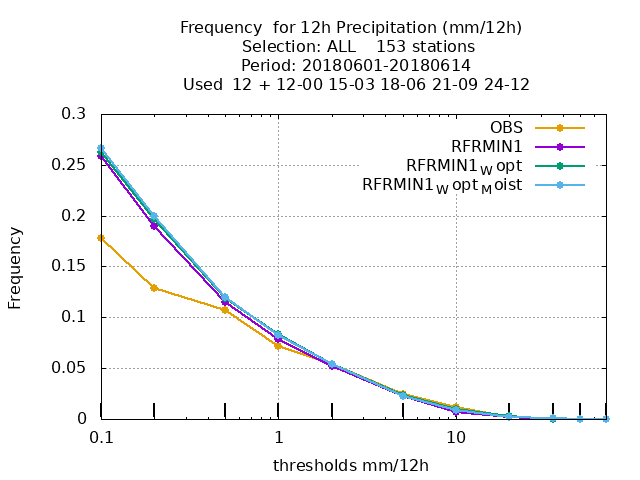 Frequency  for 12h Precipitation (mm/12h)
Selection: ALL    153 stations
Period: 20180601-20180614
Used  12 + 12-00 15-03 18-06 21-09 24-12
0.3
0.25
0.2
0.15
0.1
0.05
0
Frequency
OBS
RFRMIN1
RFRMIN1Wopt
RFRMIN1WoptMoist
0.1 1 10
thresholds mm/12h